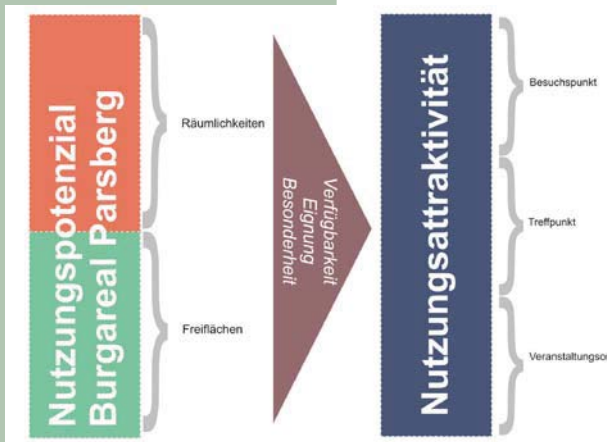 Nutzungspotenzial
Burgareal Parsberg
Räumlichkeiten
Freiflächen
Verfügbarkeit
Eignung
Besonderheit
Nutzungsattraktivität
Besuchspunkt
Treffpunkt
Veranstaltungsor